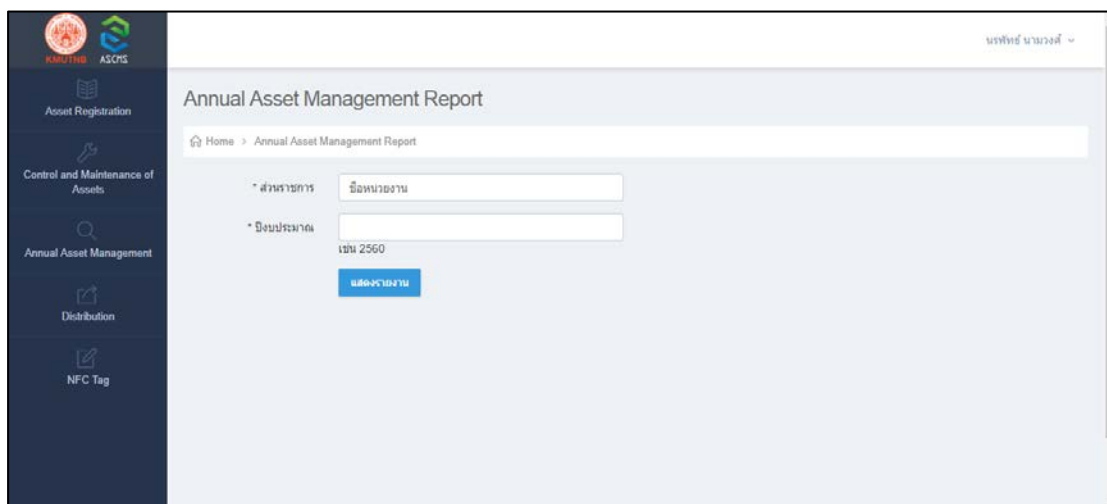 KMUTNB ASCMS
นรพัทธ์ นามวงศ์
Asset Registration
Control and Maintenance of
Assets
Annual Asset Management
Distribution
NFC Tag
Annual Asset Management Report
Home > Annual Asset Management Report
* ส่วนราชการ ชื่อหน่วยงาน
* ปีงบประมาณ
เช่น 2560
แสดงรายงาน